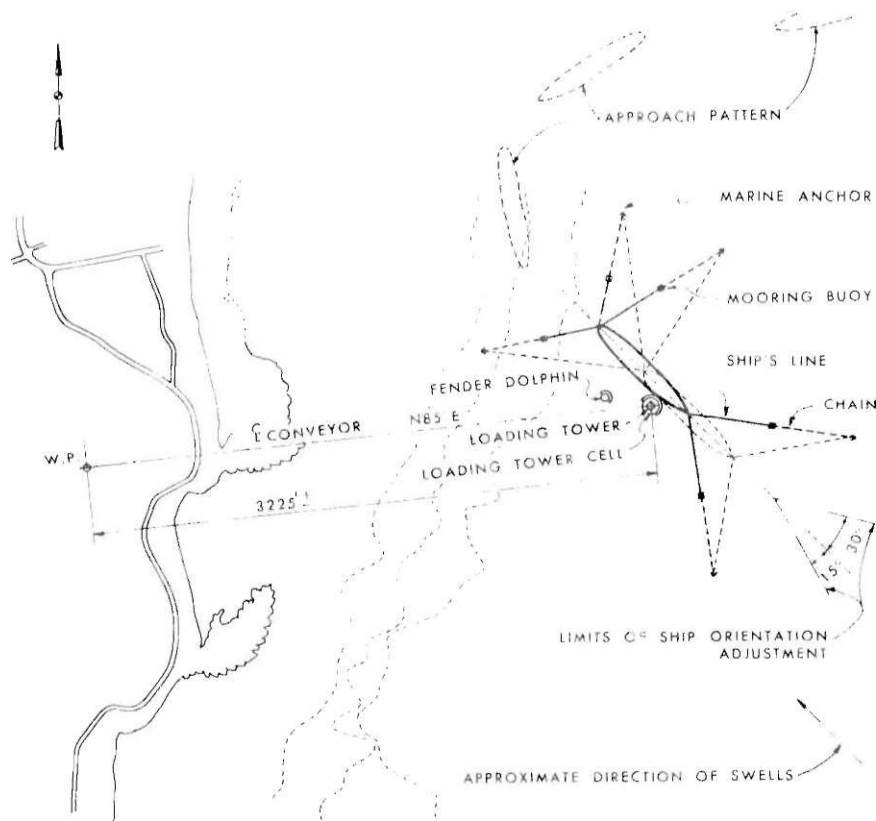 APPROACH PATTERN
MARINE ANCHOR
MOORING BUOY
SHIP'S LINE
FENDER DOLPHIN
CHAIN
N85 E
℄ CONVEYOR
LOADING TOWER
W.P.
LOADING TOWER CELL
3225'±
15°
30°
LIMITS OF SHIP ORIENTATION
ADJUSTMENT
APPROXIMATE DIRECTION OF SWELLS